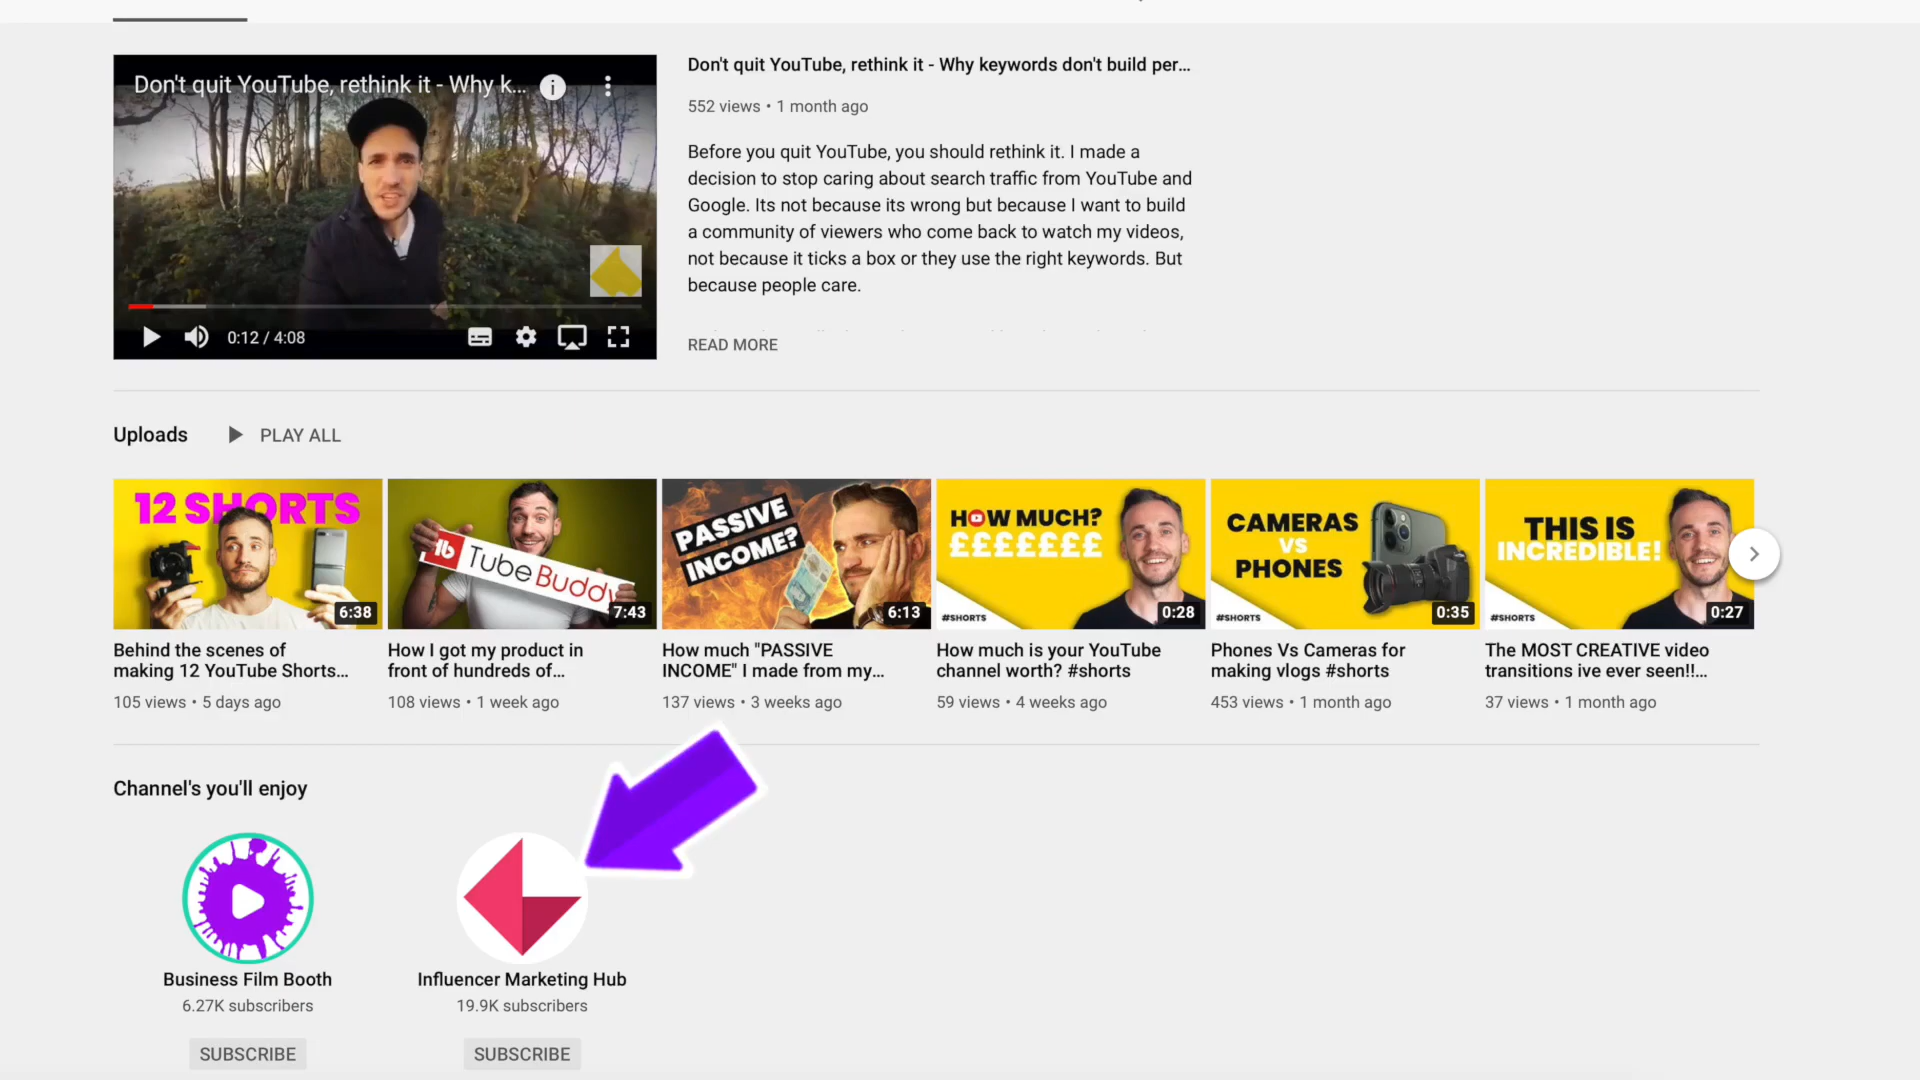 Don't quit YouTube, rethink it - Why k...
0:12 / 4:08
Don't quit YouTube, rethink it - Why keywords don't build per...
552 views • 1 month ago
Before you quit YouTube, you should rethink it. I made a
decision to stop caring about search traffic from YouTube and
Google. Its not because its wrong but because I want to build
a community of viewers who come back to watch my videos,
not because it ticks a box or they use the right keywords. But
because people care.
READ MORE
Uploads
PLAY ALL
12 SHORTS
6:38
Behind the scenes of
making 12 YouTube Shorts...
105 views • 5 days ago
tb TubeBuddy
7:43
How I got my product in
front of hundreds of...
108 views • 1 week ago
PASSIVE
INCOME?
6:13
How much "PASSIVE
INCOME" I made from my...
137 views • 3 weeks ago
HOW MUCH?
£££££££
#SHORTS
0:28
How much is your YouTube
channel worth? #shorts
59 views • 4 weeks ago
CAMERAS
VS
PHONES
#SHORTS
0:35
Phones Vs Cameras for
making vlogs #shorts
453 views • 1 month ago
THIS IS
INCREDIBLE!
#SHORTS
0:27
The MOST CREATIVE video
transitions ive ever seen!!...
37 views • 1 month ago
Channel's you'll enjoy
Business Film Booth
6.27K subscribers
SUBSCRIBE
Influencer Marketing Hub
19.9K subscribers
SUBSCRIBE